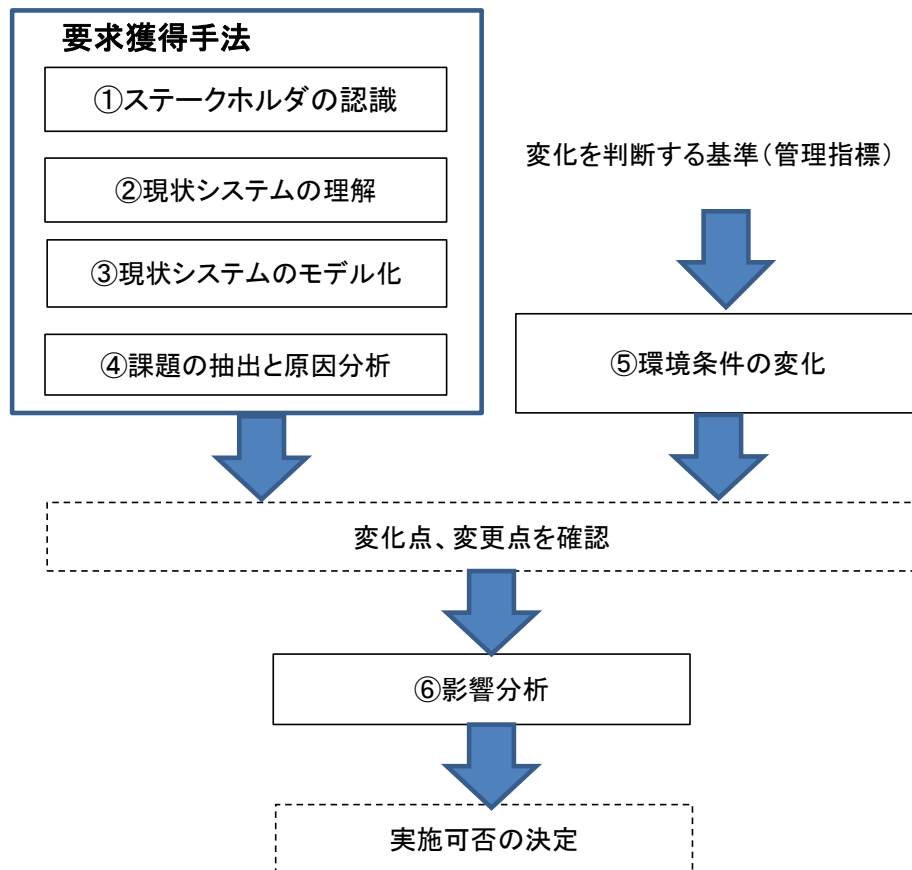 要求獲得手法
①ステークホルダの認識
②現状システムの理解
③現状システムのモデル化
④課題の抽出と原因分析
変化を判断する基準(管理指標)
⑤環境条件の変化
変化点、変更点を確認
⑥影響分析
実施可否の決定